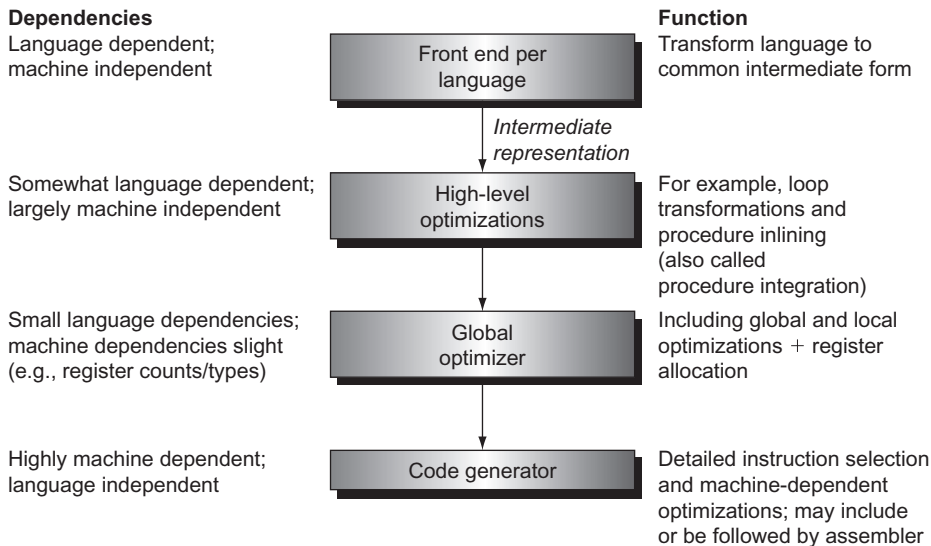 Dependencies
Language dependent;
machine independent
Front end per
language
Function
Transform language to
common intermediate form
Intermediate
representation
Somewhat language dependent;
largely machine independent
High-level
optimizations
For example, loop
transformations and
procedure inlining
(also called
procedure integration)
Small language dependencies;
machine dependencies slight
(e.g., register counts/types)
Global
optimizer
Including global and local
optimizations + register
allocation
Highly machine dependent;
language independent
Code generator
Detailed instruction selection
and machine-dependent
optimizations; may include
or be followed by assembler